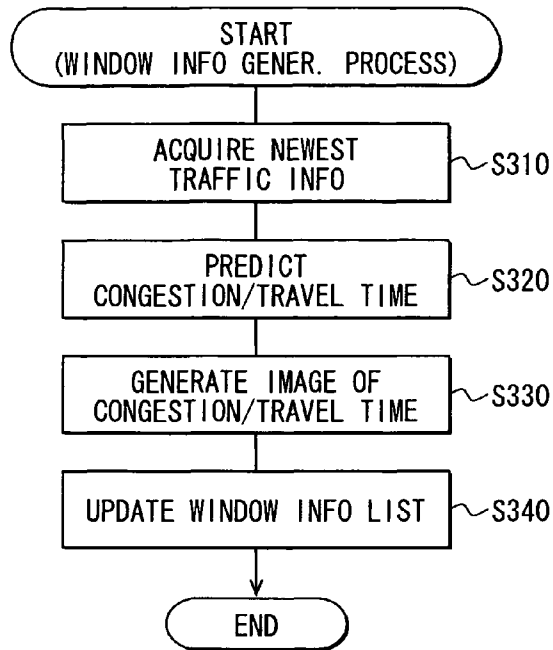 START
(WINDOW INFO GENER. PROCESS)
ACQUIRE NEWEST
TRAFFIC INFO
S310
PREDICT
CONGESTION/TRAVEL TIME
S320
GENERATE IMAGE OF
CONGESTION/TRAVEL TIME
S330
UPDATE WINDOW INFO LIST
S340
END